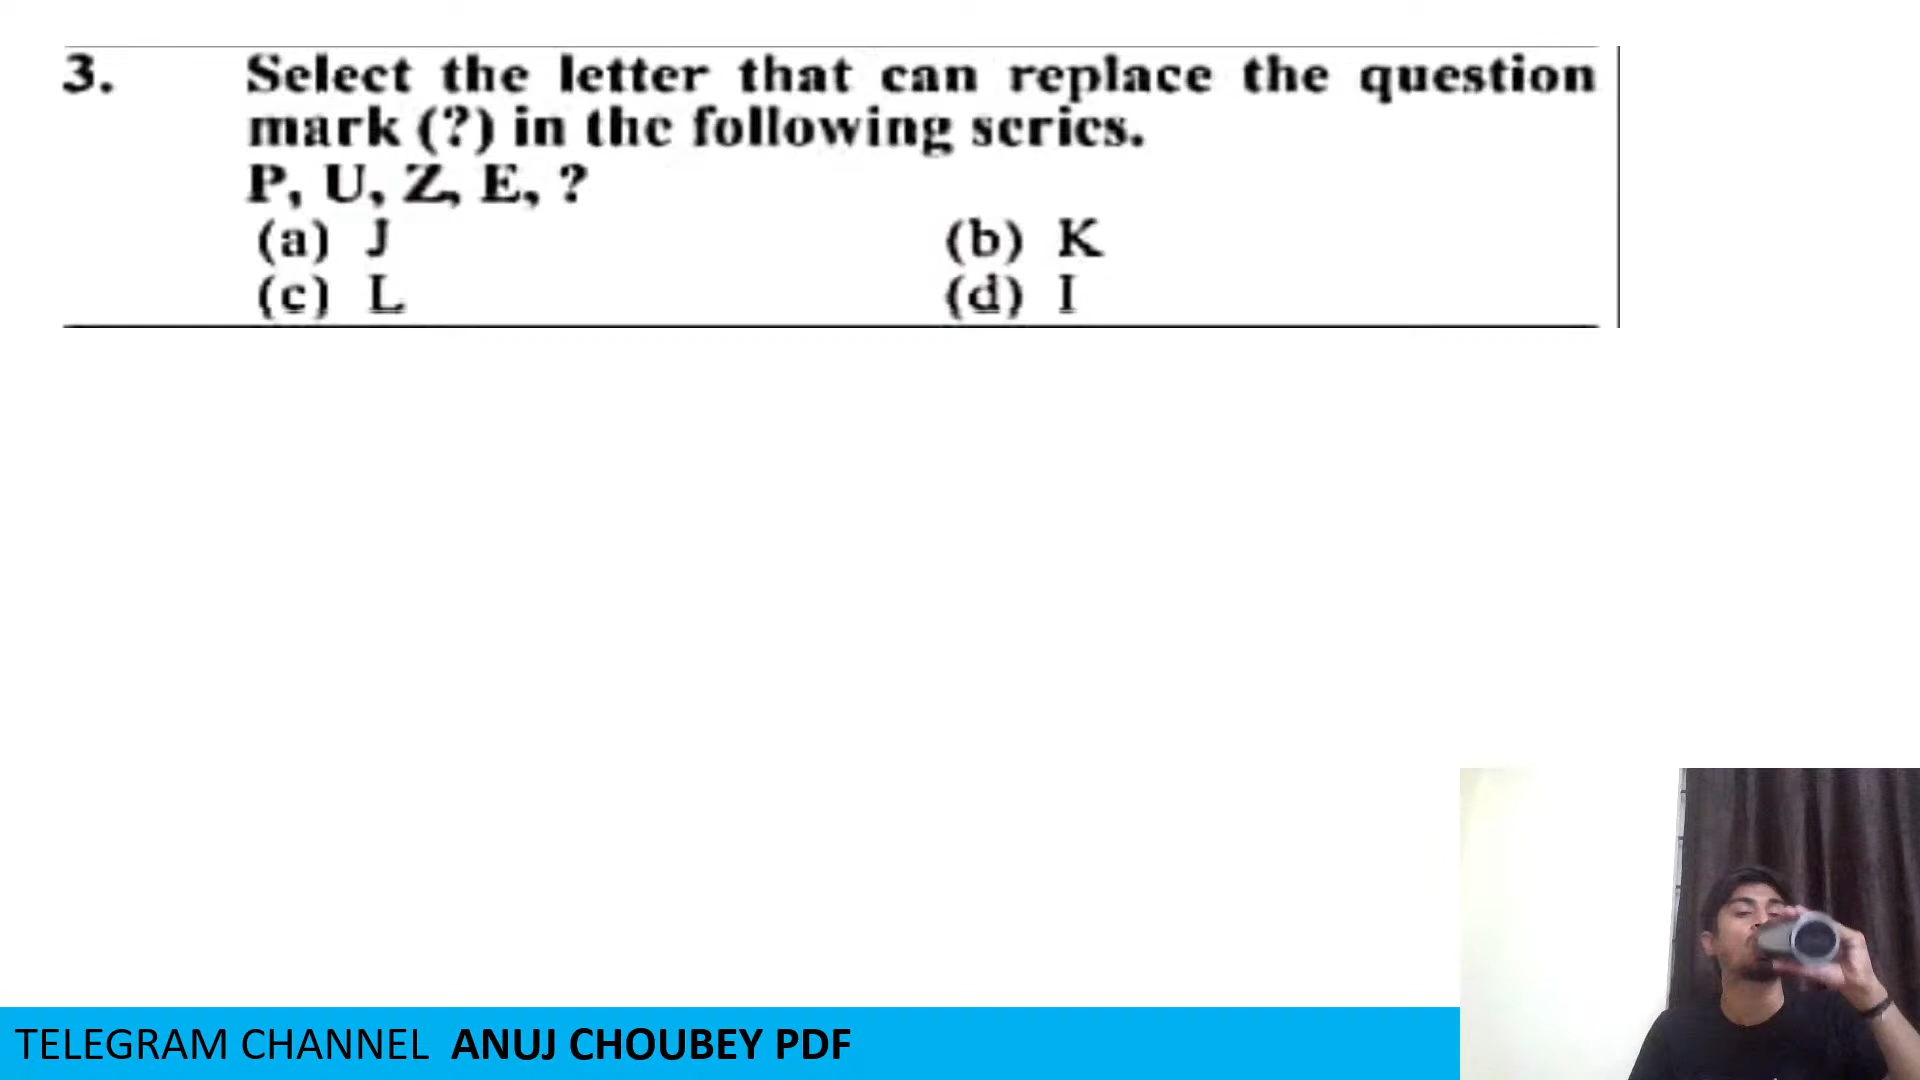 3. Select the letter that can replace the question
mark (?) in the following series.
P, U, Z, E, ?
(a) J (b) K
(c) L (d) I
TELEGRAM CHANNEL ANUJ CHOUBEY PDF